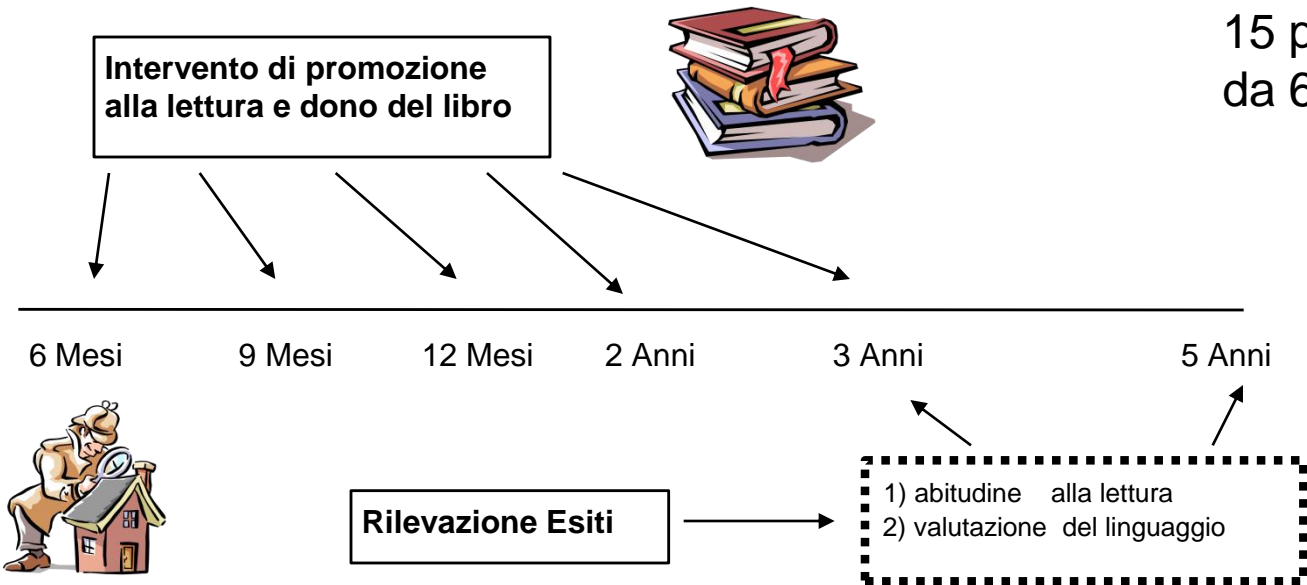 Intervento di promozione
alla lettura e dono del libro
15 p
da 6
6 Mesi 9 Mesi 12 Mesi 2 Anni 3 Anni 5 Anni
Rilevazione Esiti
1) abitudine alla lettura
2) valutazione del linguaggio